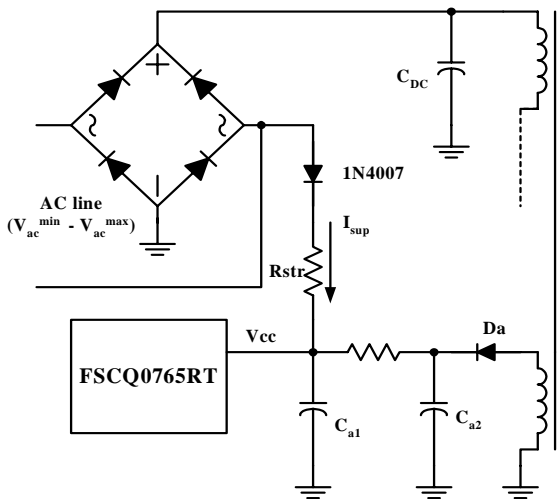 C_DC
1N4007
AC line
(V_ac^min - V_ac^max)
I_sup
Rstr
Da
Vcc
FSCQ0765RT
C_a1
C_a2